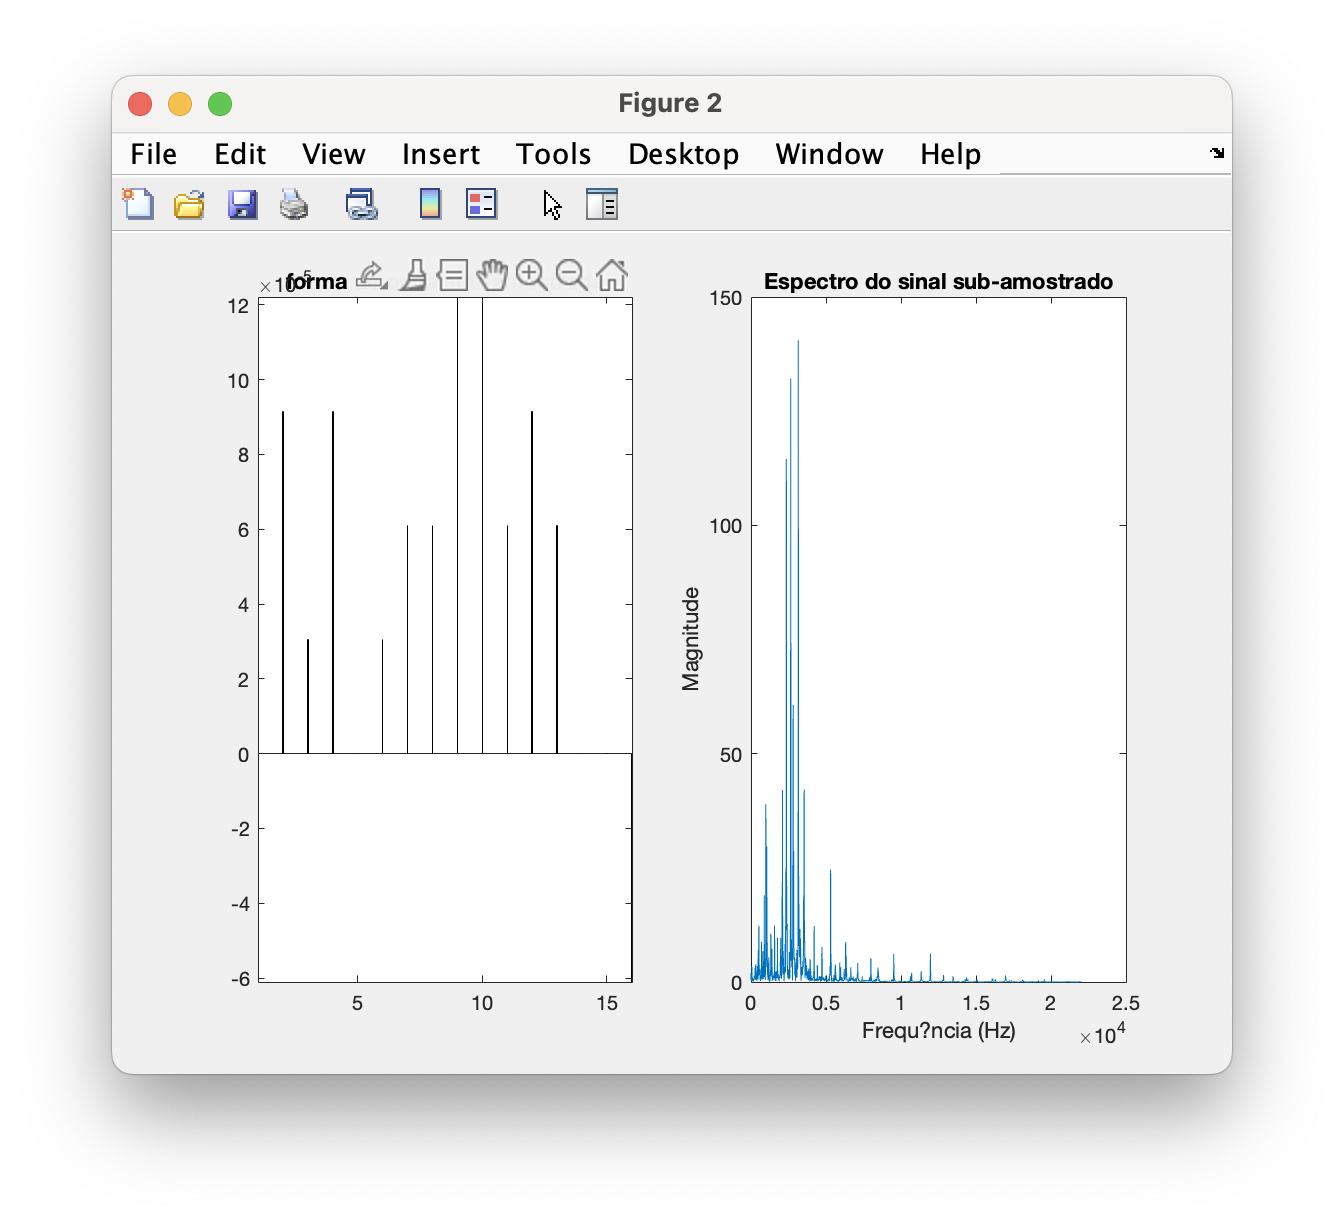 Figure 2
File Edit View Insert Tools Desktop Window Help
×10^5 forma
12
10
8
6
4
2
0
-2
-4
-6
5 10 15
Espectro do sinal sub-amostrado
150
100
50
0
Magnitude
0 0.5 1 1.5 2 2.5
Frequ?ncia (Hz)
×10^4